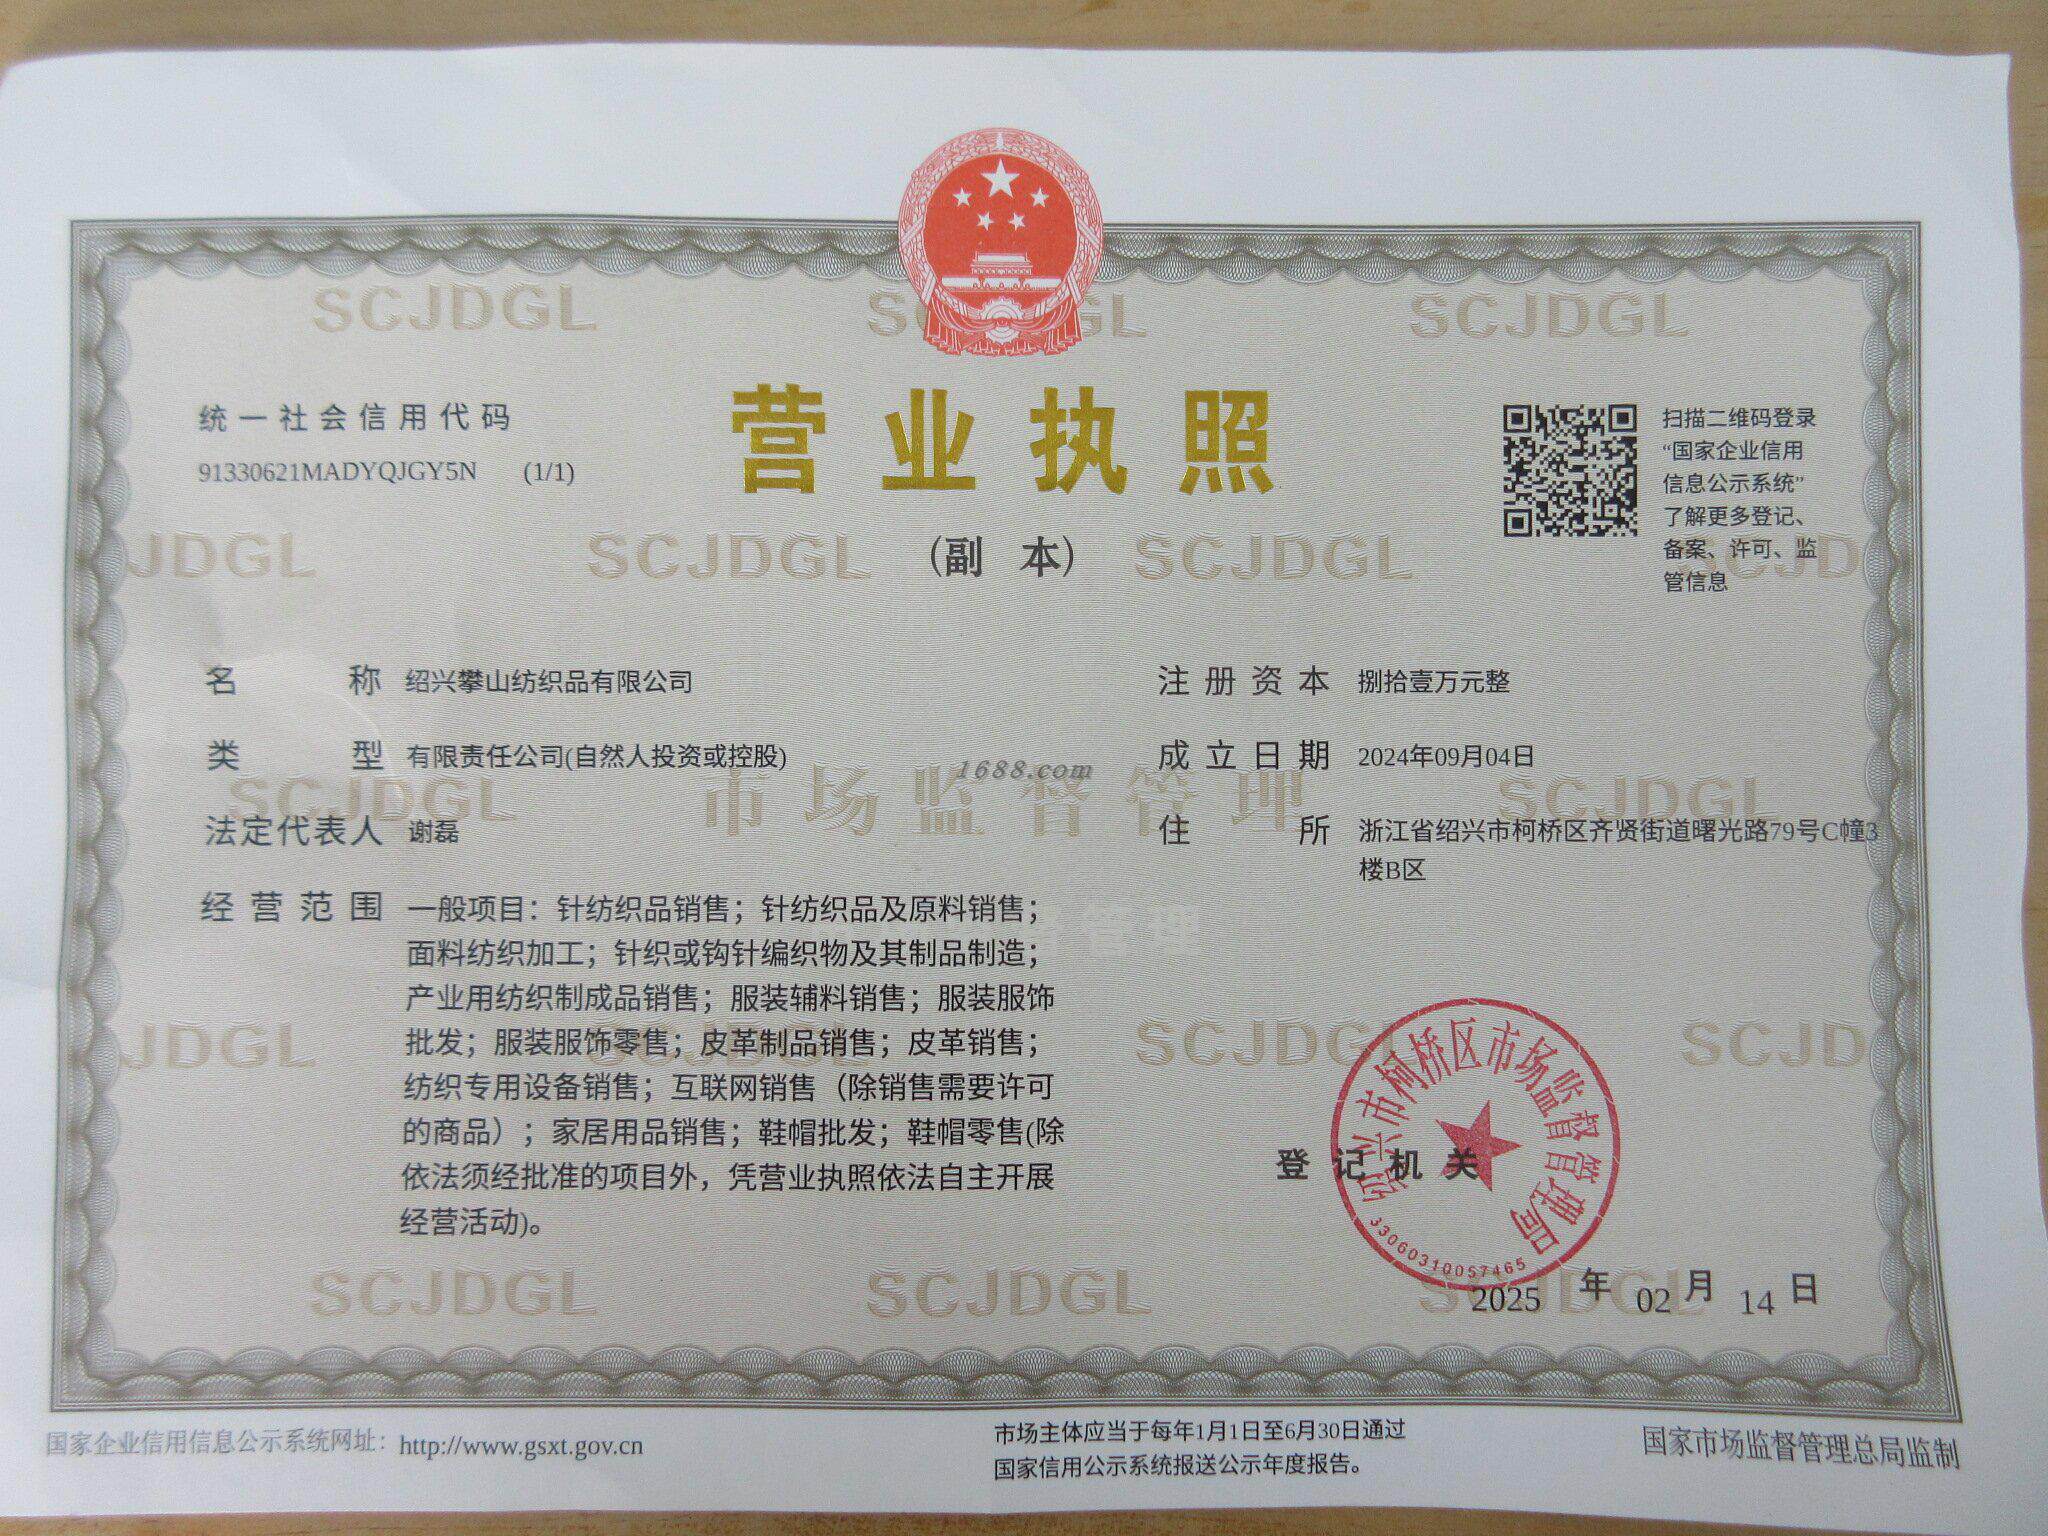 SCJDGL SCJDGL SCJDGL
统一社会信用代码
91330621MADYQJGY5N (1/1)
营业执照
(副 本)
扫描二维码登录
“国家企业信用
信息公示系统”
了解更多登记、
备案、许可、监
管信息
JDGL SCJDGL SCJDGL SCJD
名 称 绍兴攀山纺织品有限公司
类 型 有限责任公司(自然人投资或控股)
法定代表人 谢磊
经营范围 一般项目：针纺织品销售；针纺织品及原料销售；
面料纺织加工；针织或钩针编织物及其制品制造；
产业用纺织制成品销售；服装辅料销售；服装服饰
批发；服装服饰零售；皮革制品销售；皮革销售；
纺织专用设备销售；互联网销售（除销售需要许可
的商品）；家居用品销售；鞋帽批发；鞋帽零售(除
依法须经批准的项目外，凭营业执照依法自主开展
经营活动)。
注册资本 捌拾壹万元整
成立日期 2024年09月04日
住 所 浙江省绍兴市柯桥区齐贤街道曙光路79号C幢3
楼B区
1688.com
SCJDGL 市场监督管理 SCJDGL
管理
JDGL SCJDGL SCJD
登记机关
绍兴市柯桥区市场监督管理局
33060310057465
2025 年 02 月 14 日
SCJDGL SCJDGL SCJDGL
国家企业信用信息公示系统网址：http://www.gsxt.gov.cn
市场主体应当于每年1月1日至6月30日通过
国家信用公示系统报送公示年度报告。
国家市场监督管理总局监制